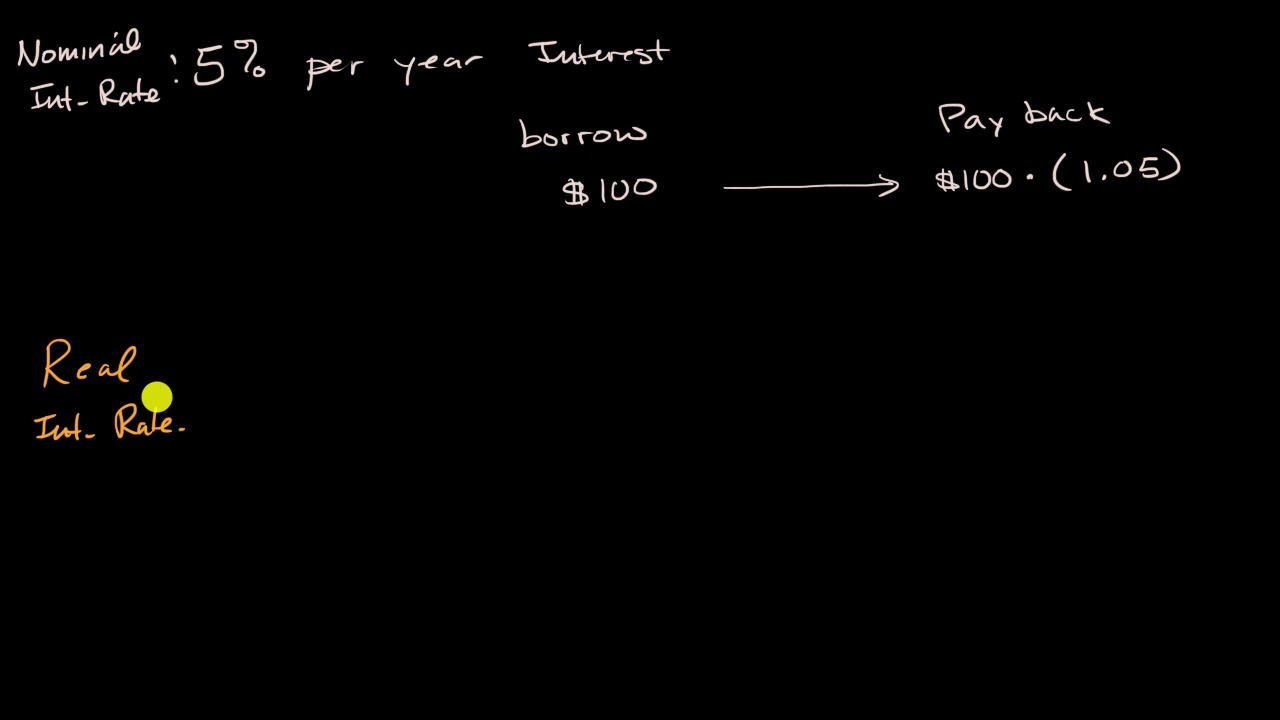 Nominal
Int. Rate : 5% per year Interest
borrow
Pay back
$100 → $100 · (1.05)
Real
Int. Rate.